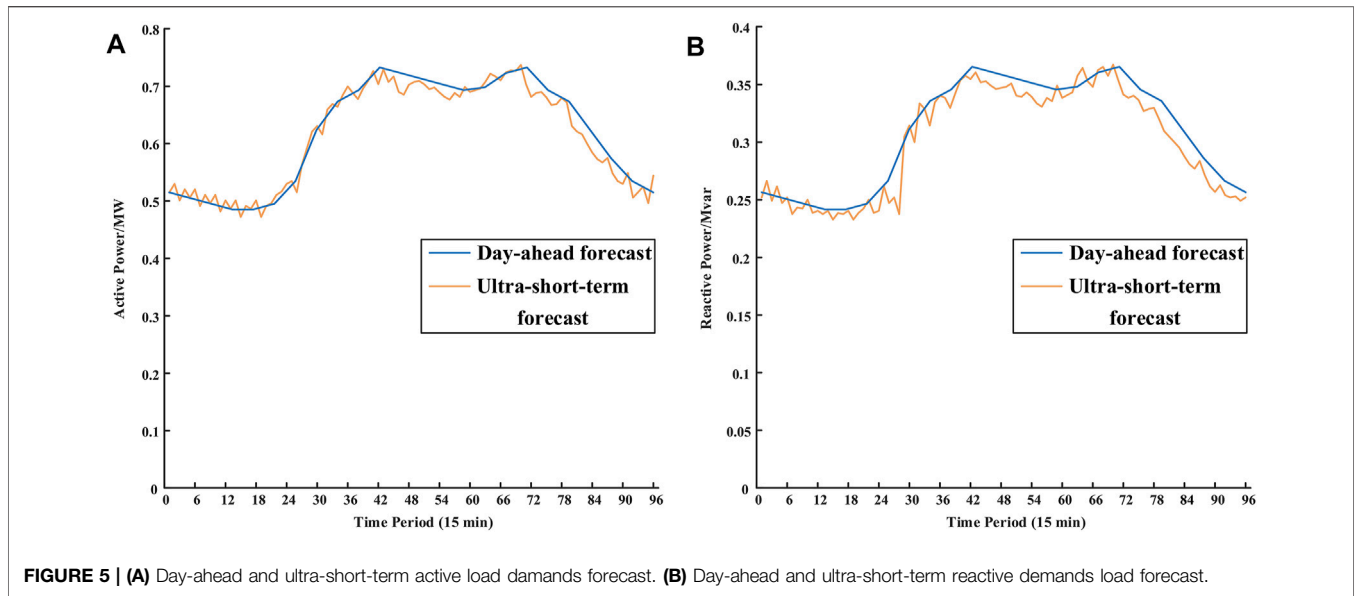 A
0.8
0.7
0.6
0.5
0.4
0.3
0.2
0.1
0
Active Power/MW
0 6 12 18 24 30 36 42 48 54 60 66 72 78 84 90 96
Time Period (15 min)
Day-ahead forecast
Ultra-short-term
forecast
B
0.4
0.35
0.3
0.25
0.2
0.15
0.1
0.05
0
Reactive Power/Mvar
0 6 12 18 24 30 36 42 48 54 60 66 72 78 84 90 96
Time Period (15 min)
Day-ahead forecast
Ultra-short-term
forecast
FIGURE 5 | (A) Day-ahead and ultra-short-term active load damands forecast. (B) Day-ahead and ultra-short-term reactive demands load forecast.